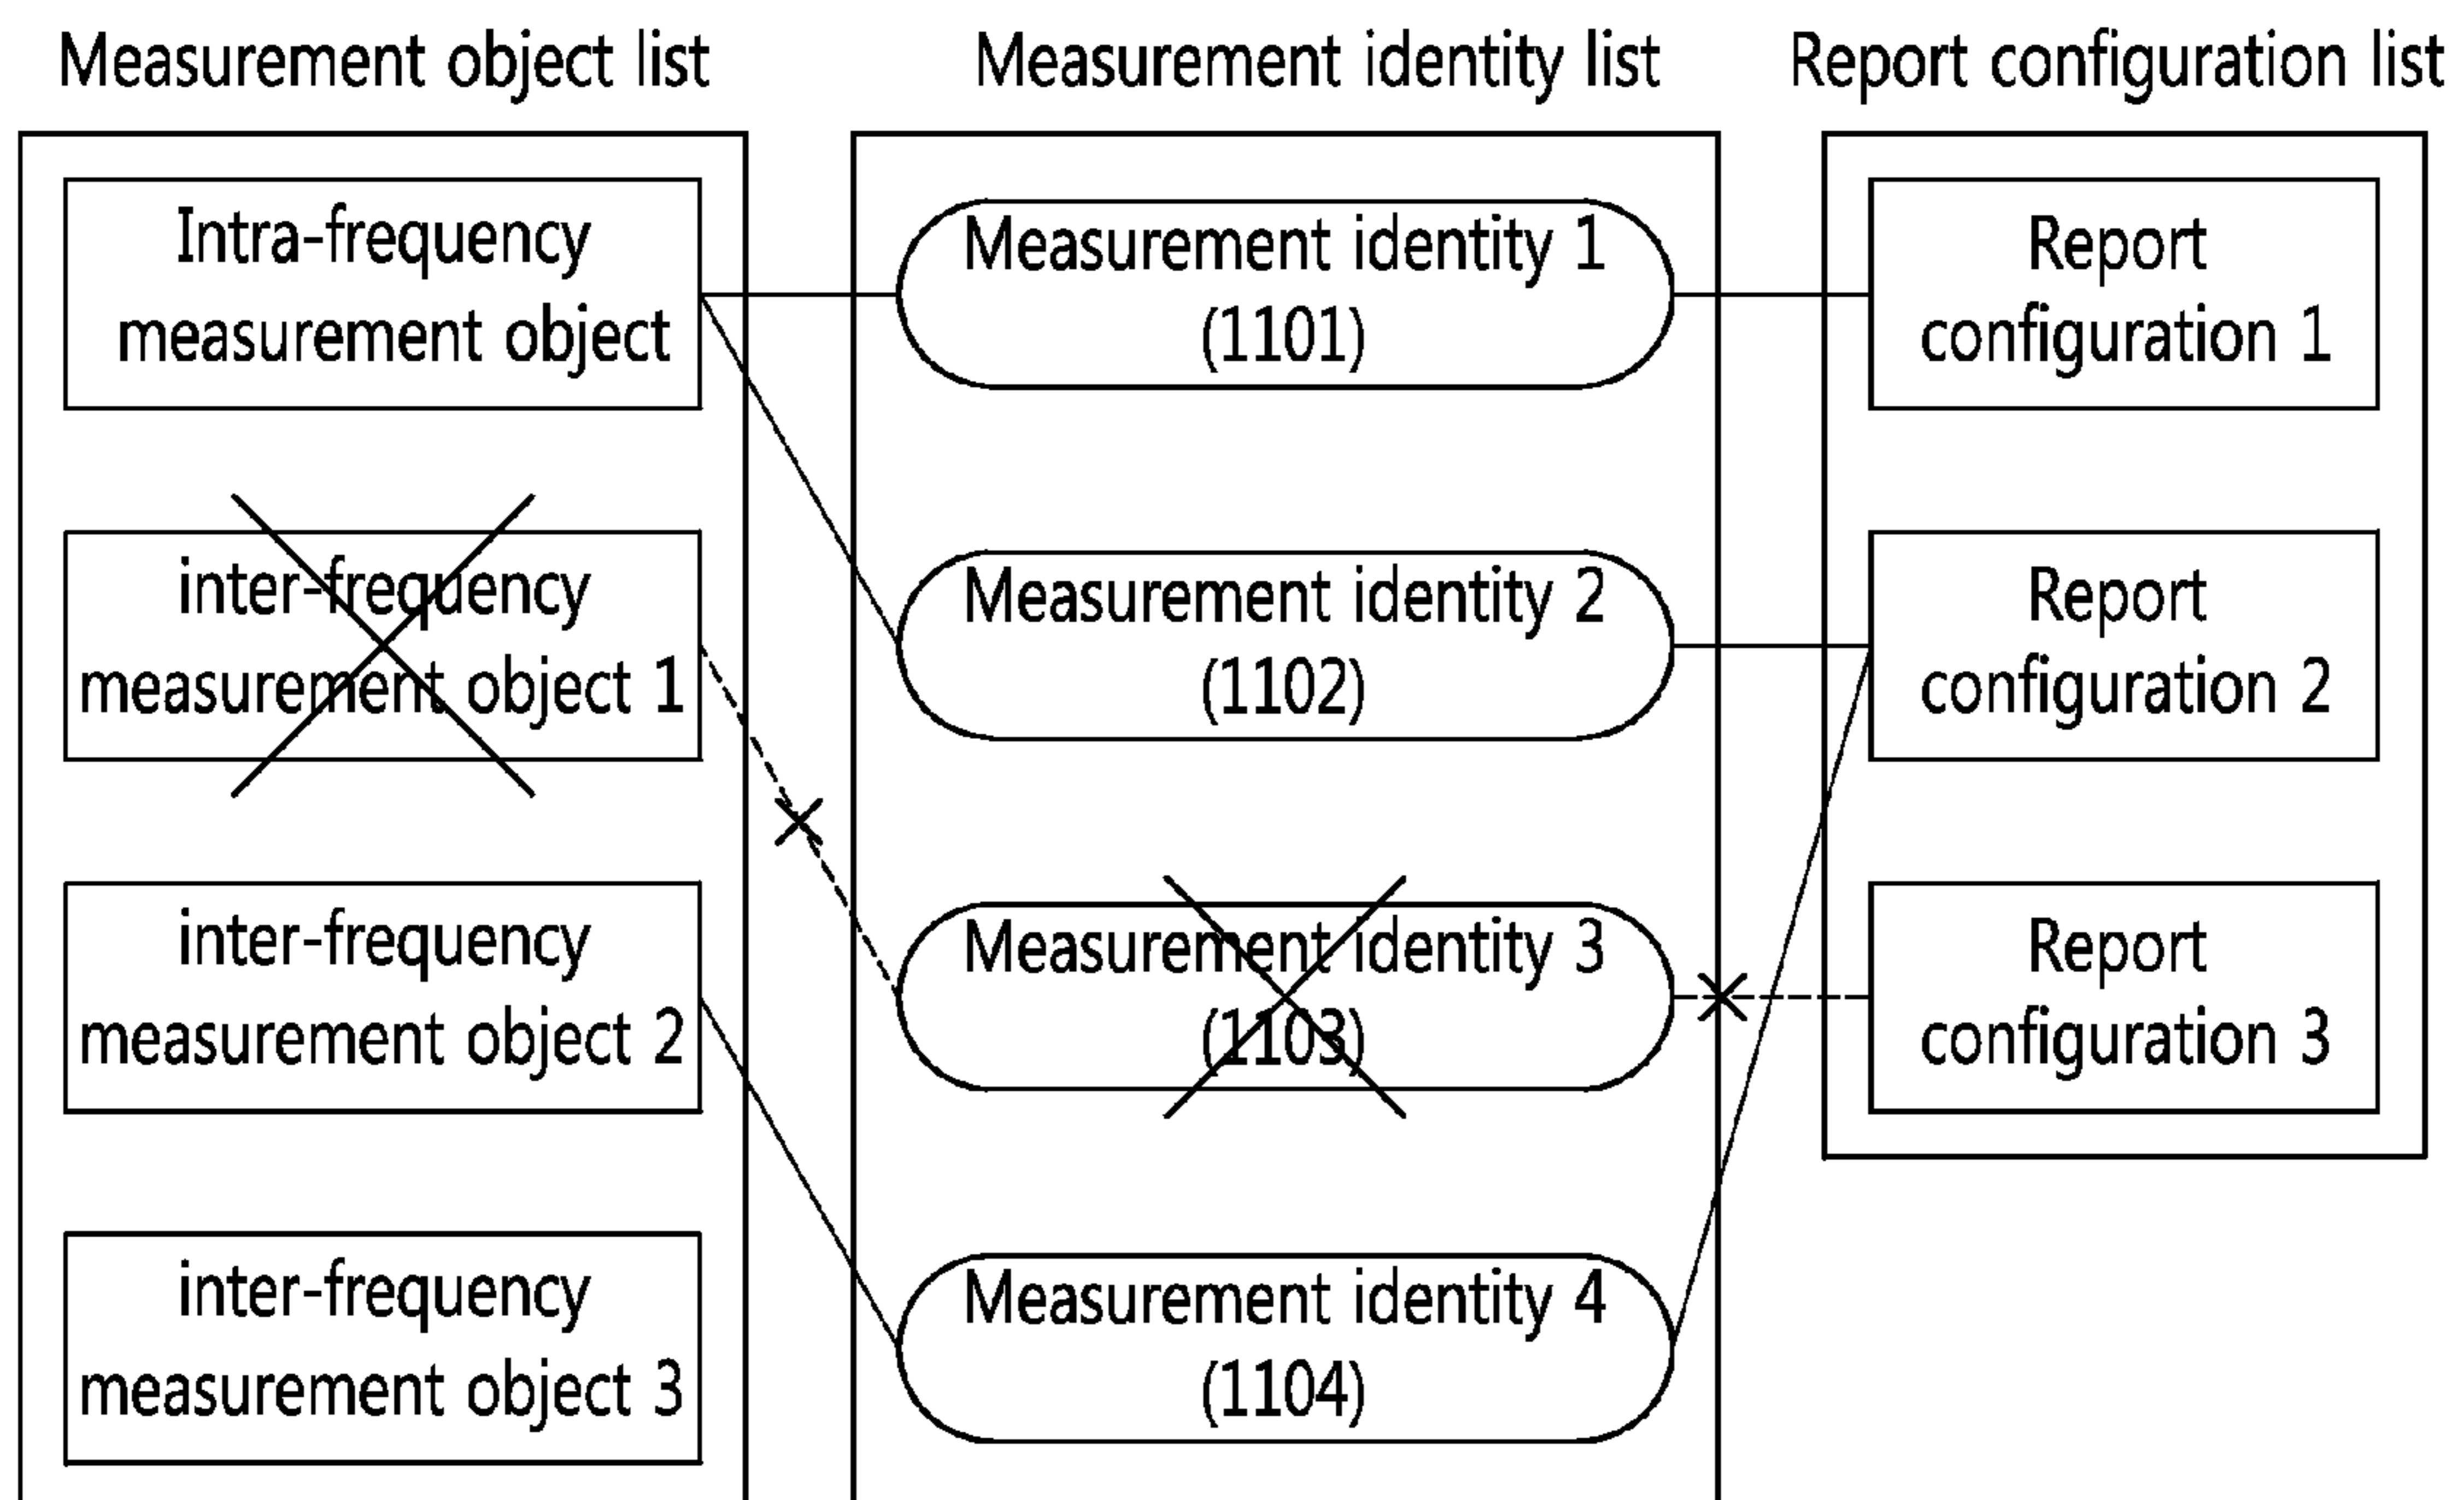 Measurement object list
Measurement identity list
Report configuration list
Intra-frequency
measurement object
inter-frequency
measurement object 1
inter-frequency
measurement object 2
inter-frequency
measurement object 3
Measurement identity 1
(1101)
Measurement identity 2
(1102)
Measurement identity 3
(1103)
Measurement identity 4
(1104)
Report
configuration 1
Report
configuration 2
Report
configuration 3